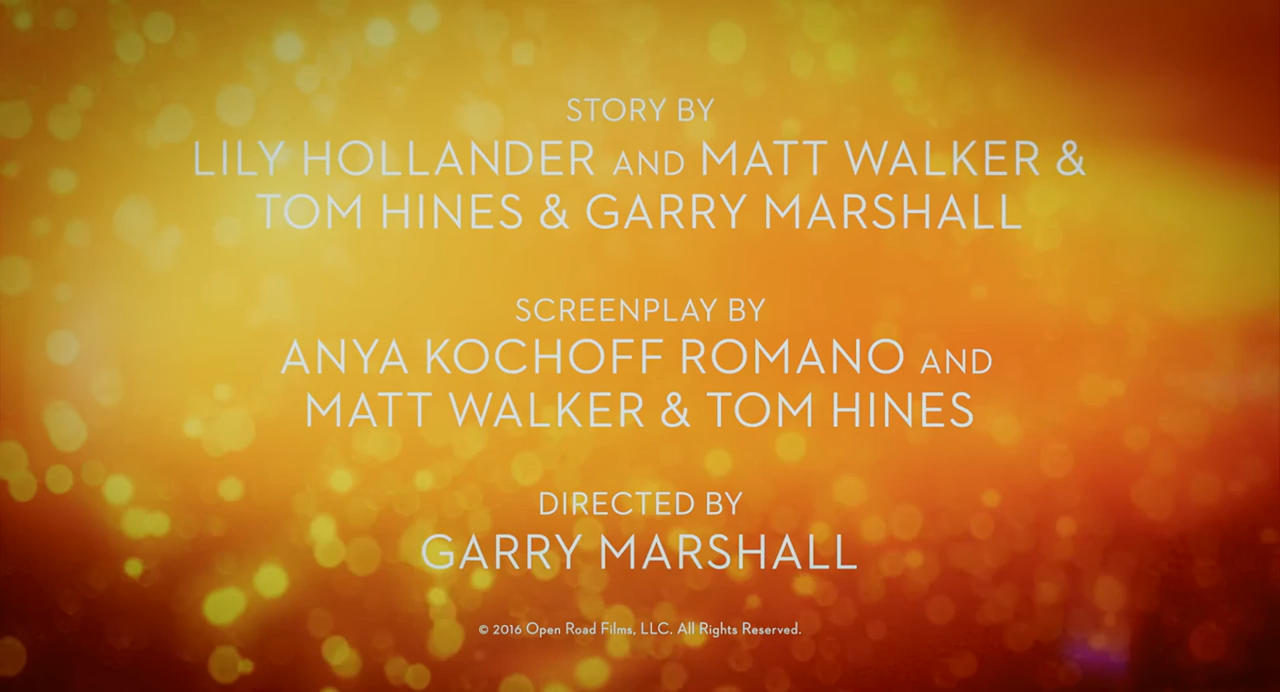 STORY BY
LILY HOLLANDER AND MATT WALKER &
TOM HINES & GARRY MARSHALL
SCREENPLAY BY
ANYA KOCHOFF ROMANO AND
MATT WALKER & TOM HINES
DIRECTED BY
GARRY MARSHALL
© 2016 Open Road Films, LLC. All Rights Reserved.